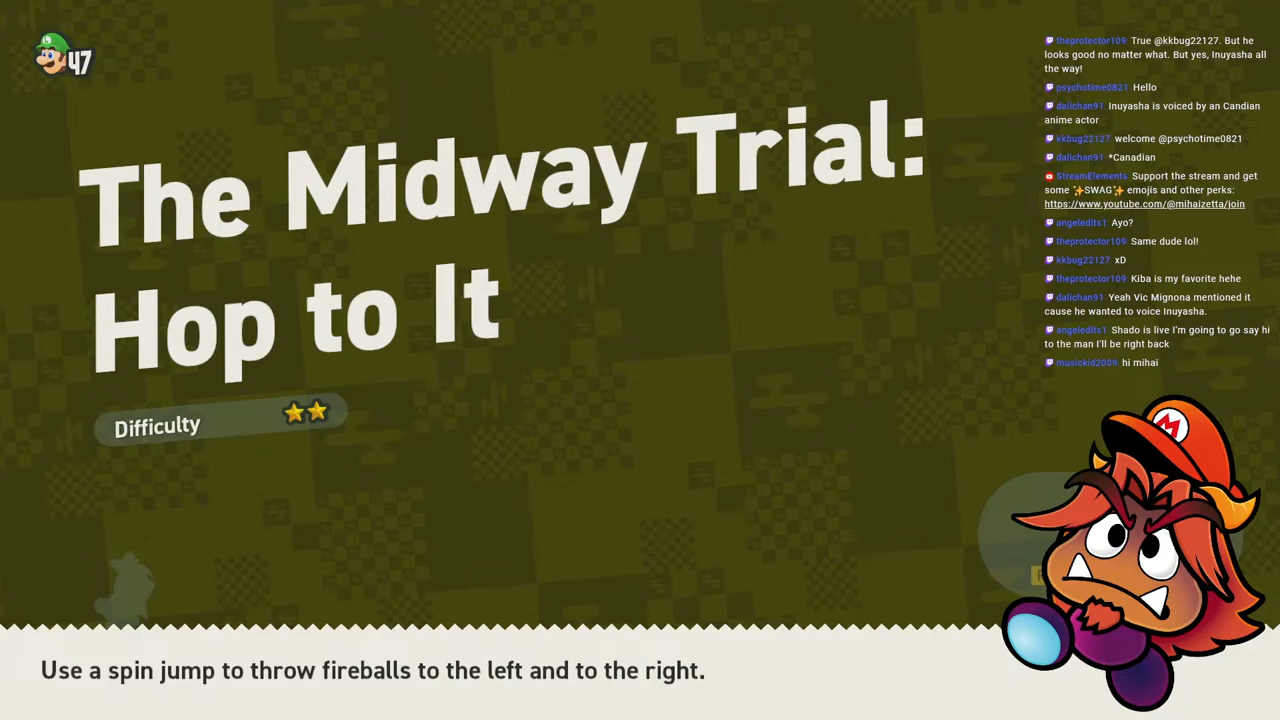 47
The Midway Trial:
Hop to It
Difficulty
Use a spin jump to throw fireballs to the left and to the right.
theprotector109 True @kkbug22127. But he
looks good no matter what. But yes, Inuyasha all
the way!
psychotime0821 Hello
dalichan91 Inuyasha is voiced by an Candian
anime actor
kkbug22127 welcome @psychotime0821
dalichan91 *Canadian
StreamElements Support the stream and get
some ✨SWAG✨ emojis and other perks:
https://www.youtube.com/@mihaizetta/join
angeledits1 Ayo?
theprotector109 Same dude lol!
kkbug22127 xD
theprotector109 Kiba is my favorite hehe
dalichan91 Yeah Vic Mignona mentioned it
cause he wanted to voice Inuyasha.
angeledits1 Shado is live I'm going to go say hi
to the man I'll be right back
musickid2009 hi mihai
M